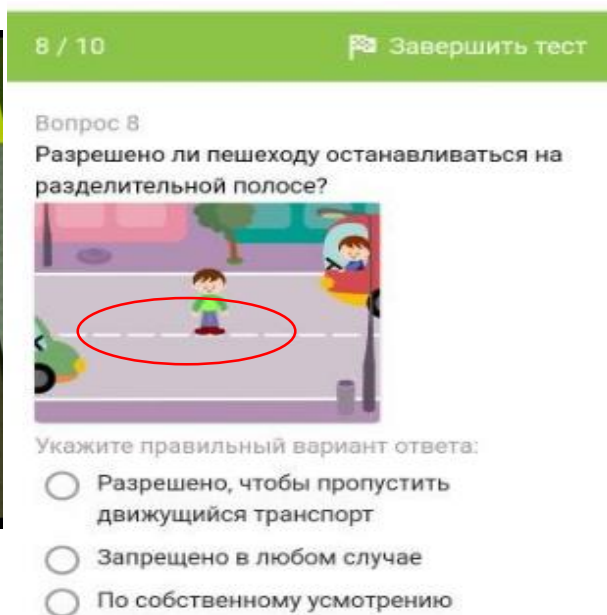 8 / 10 Завершить тест
Вопрос 8
Разрешено ли пешеходу останавливаться на
разделительной полосе?
Укажите правильный вариант ответа:
Разрешено, чтобы пропустить
движущийся транспорт
Запрещено в любом случае
По собственному усмотрению